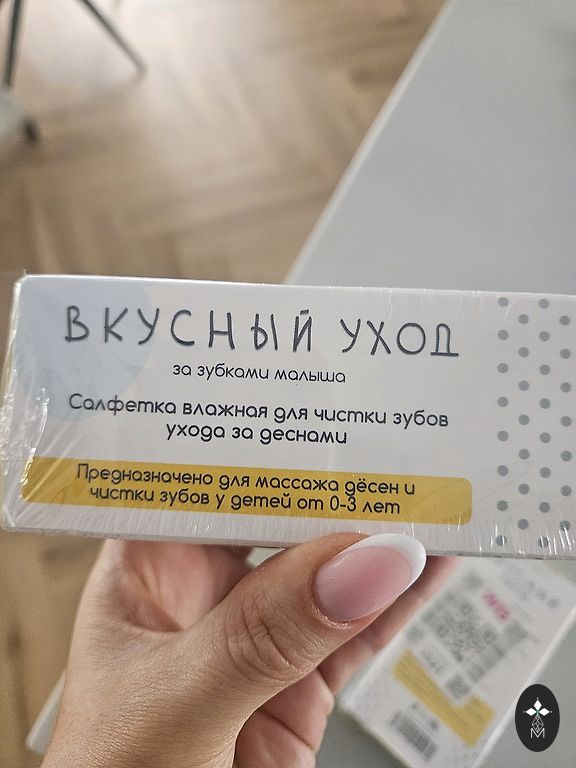 ВКУСНЫЙ УХОД
за зубками малыша
Салфетка влажная для чистки зубов
ухода за деснами
Предназначено для массажа дёсен и
чистки зубов у детей от 0-3 лет